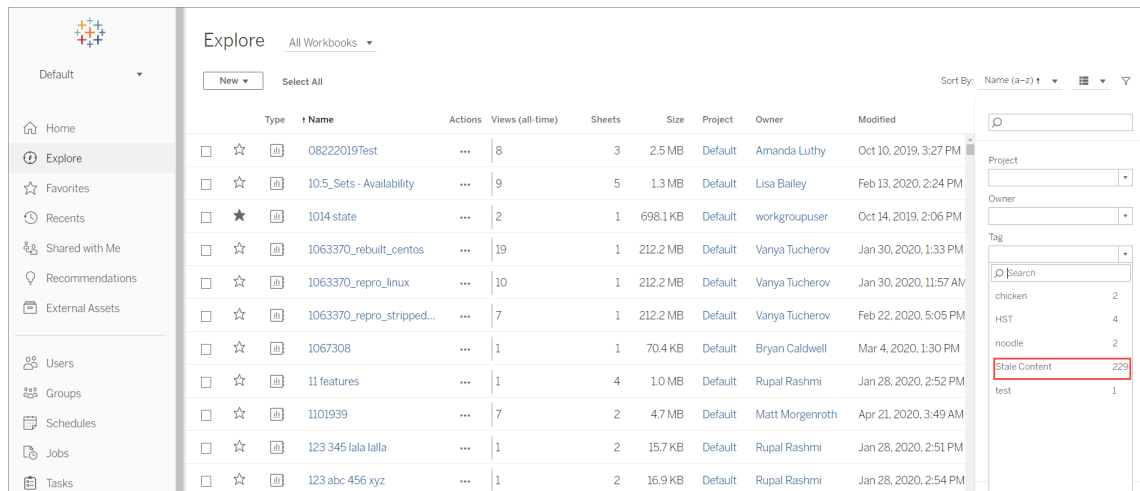 Default
Home
Explore
Favorites
Recents
Shared with Me
Recommendations
External Assets
Users
Groups
Schedules
Jobs
Tasks
Explore All Workbooks
New Select All Sort By: Name (a–z) ↑
Type ↑ Name Actions Views (all-time) Sheets Size Project Owner Modified
08222019Test ... 8 3 2.5 MB Default Amanda Luthy Oct 10, 2019, 3:27 PM
10.5_Sets - Availability ... 9 5 1.3 MB Default Lisa Bailey Feb 13, 2020, 2:24 PM
1014 state ... 2 1 698.1 KB Default workgroupuser Oct 14, 2019, 2:06 PM
1063370_rebuilt_centos ... 19 1 212.2 MB Default Vanya Tucherov Jan 30, 2020, 1:33 PM
1063370_repro_linux ... 10 1 212.2 MB Default Vanya Tucherov Jan 30, 2020, 11:57 AM
1063370_repro_stripped... ... 7 1 212.2 MB Default Vanya Tucherov Feb 22, 2020, 5:05 PM
1067308 ... 1 1 70.4 KB Default Bryan Caldwell Mar 4, 2020, 1:30 PM
11 features ... 1 4 1.0 MB Default Rupal Rashmi Jan 28, 2020, 2:52 PM
1101939 ... 7 2 4.7 MB Default Matt Morgenroth Apr 21, 2020, 3:49 AM
123 345 lala lalla ... 1 2 15.7 KB Default Rupal Rashmi Jan 28, 2020, 2:51 PM
123 abc 456 xyz ... 1 2 16.9 KB Default Rupal Rashmi Jan 28, 2020, 2:54 PM
Project
Owner
Tag
Search
chicken 2
HST 4
noodle 2
Stale Content 229
test 1